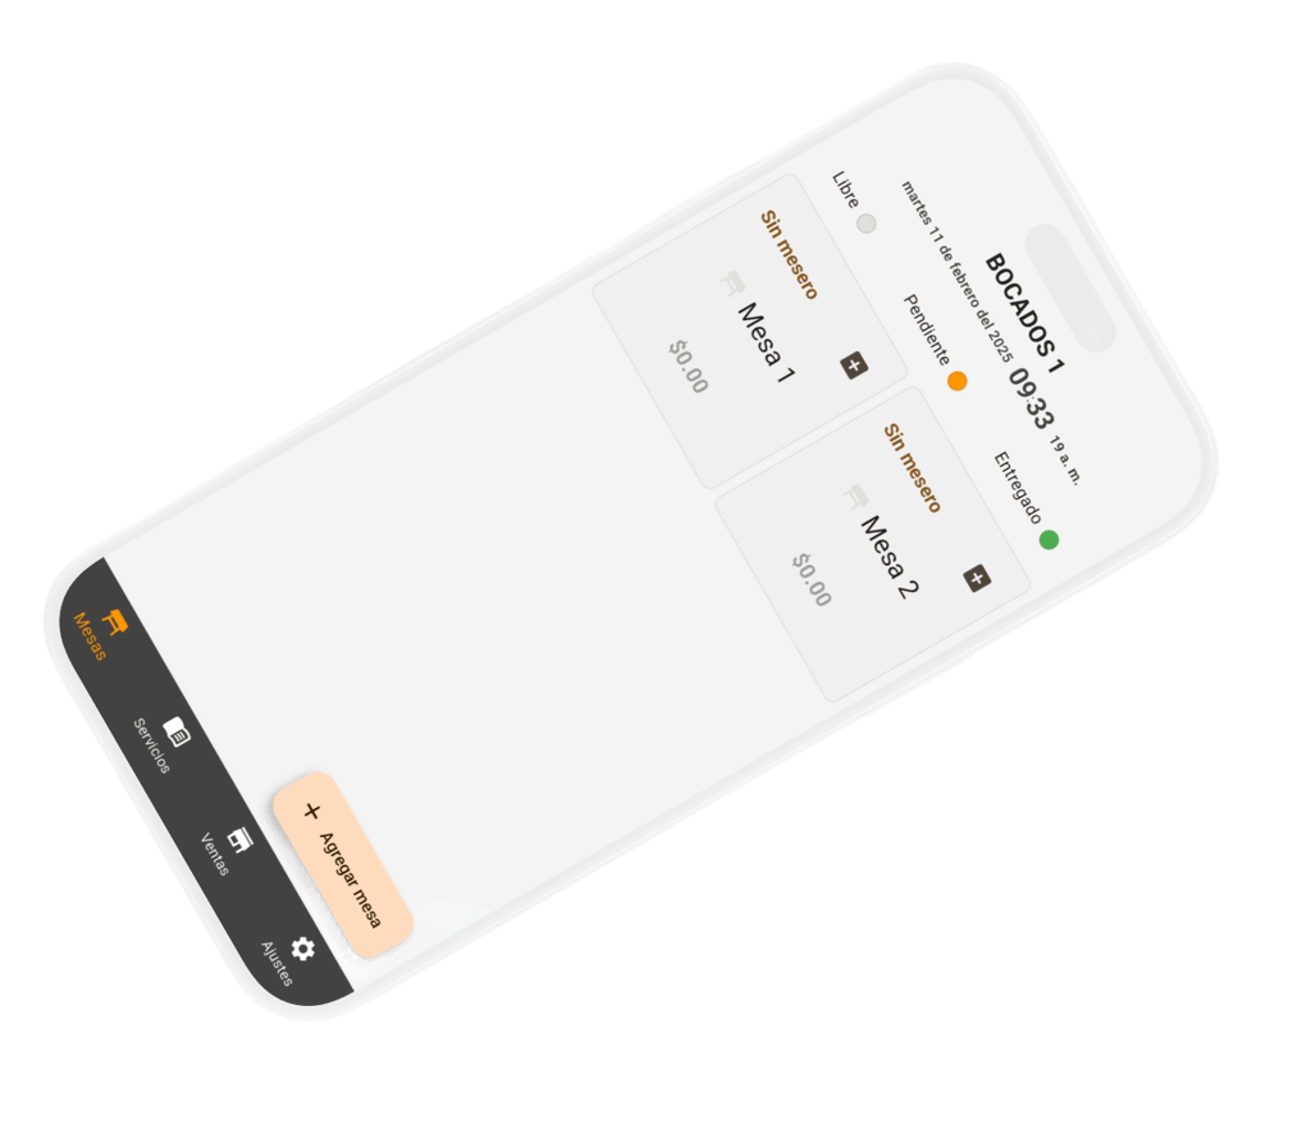 BOCADOS 1
martes 11 de febrero del 2025 09:33 19 a. m.
Libre
Pendiente
Entregado
Sin mesero
Mesa 1
$0.00
Sin mesero
Mesa 2
$0.00
+ Agregar mesa
Mesas
Servicios
Ventas
Ajustes